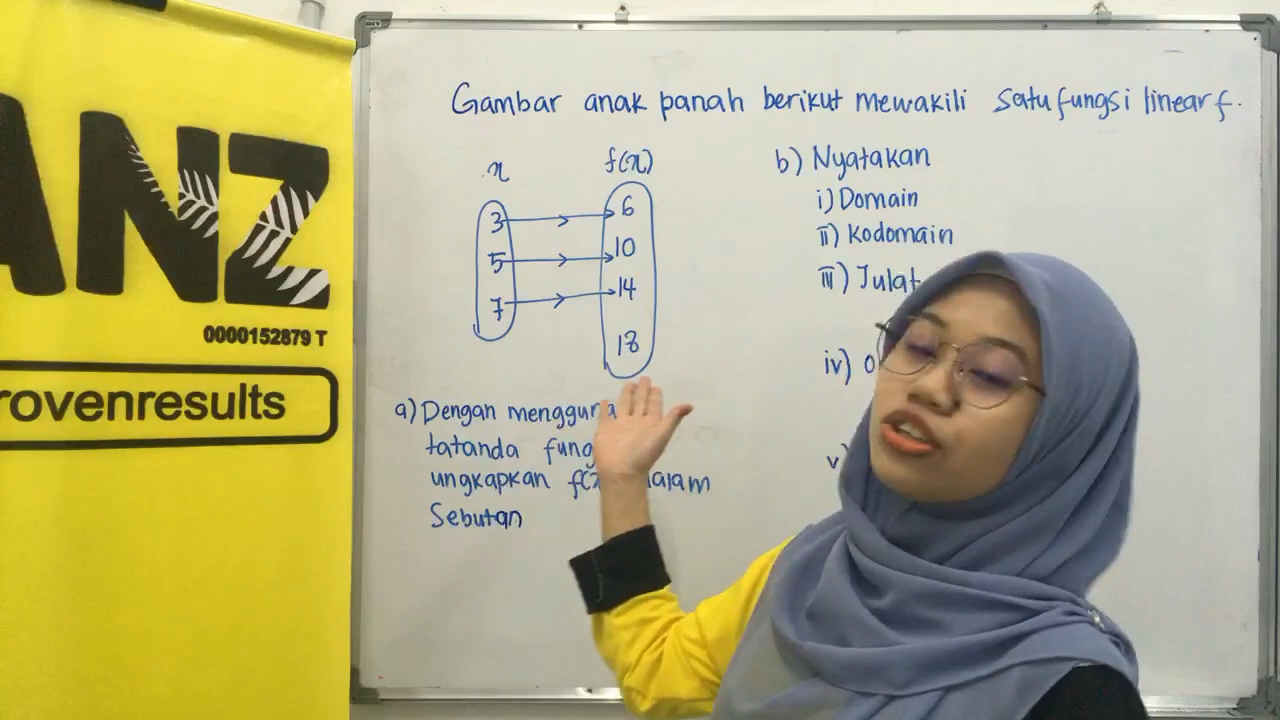 ANZ
0000152879 T
rovenresults
Gambar anak panah berikut mewakili satu fungsi linear f.
x f(x)
3 6
5 10
7 14
18
a) Dengan mengguna
tatanda fung
ungkapkan f(x) dalam
Sebutan
b) Nyatakan
i) Domain
ii) Kodomain
iii) Julat
iv) O
v)